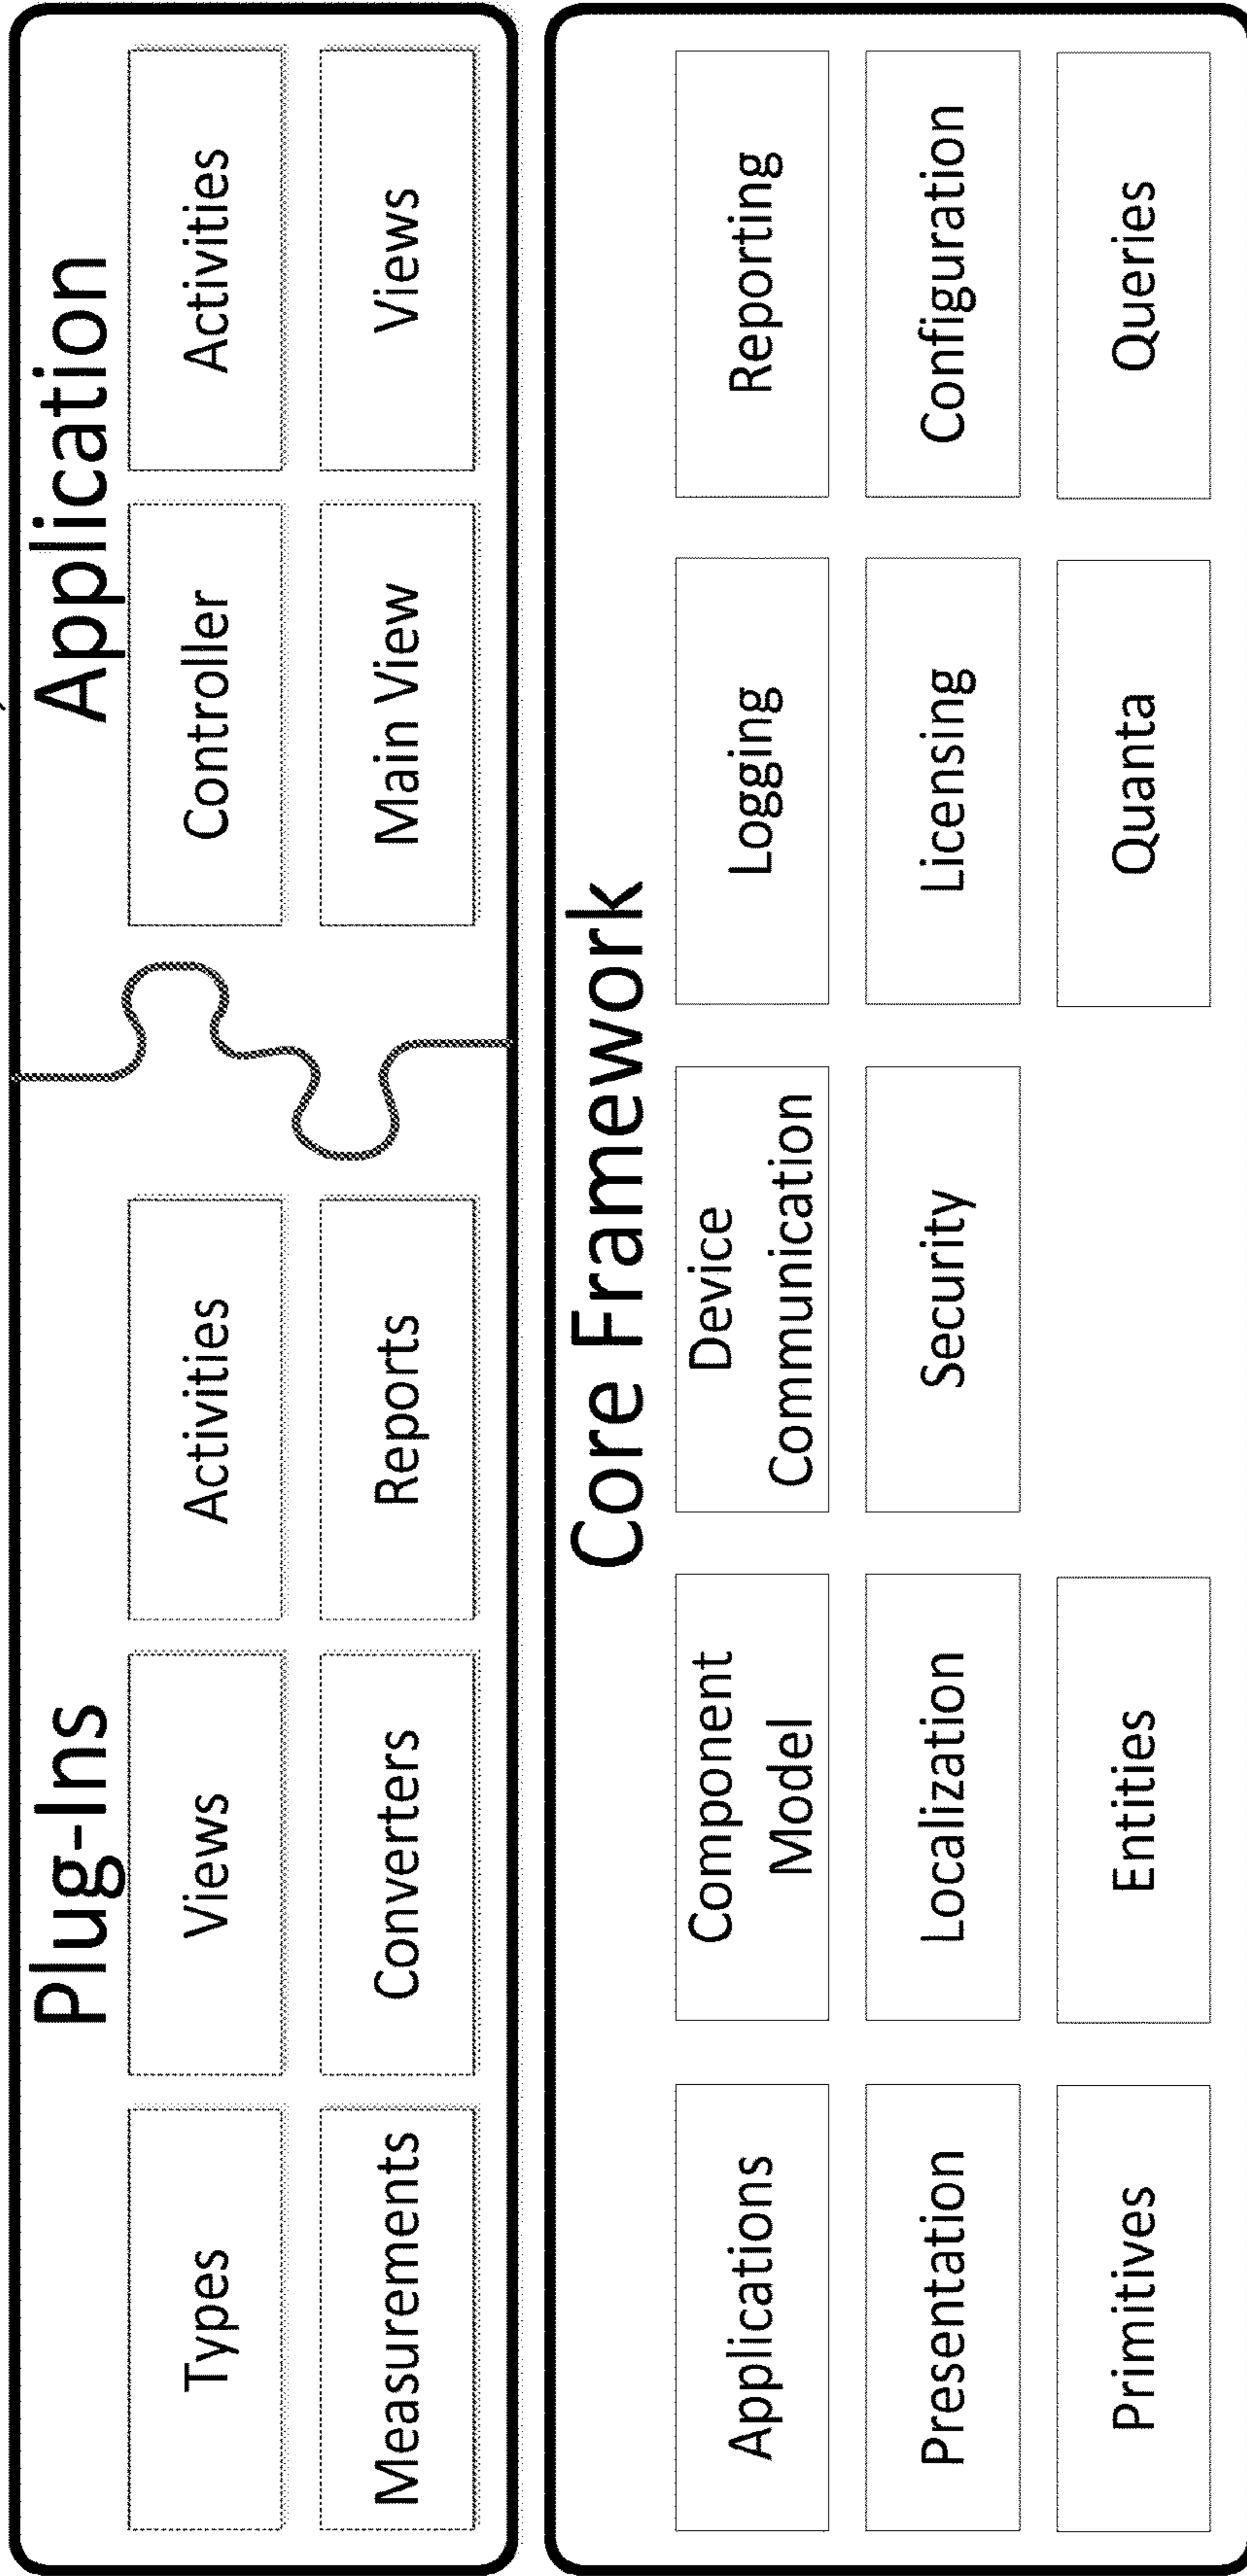 Plug-Ins
Application
Types
Views
Activities
Controller
Activities
Measurements
Converters
Reports
Main View
Views
Core Framework
Applications
Component
Model
Device
Communication
Logging
Reporting
Presentation
Localization
Security
Licensing
Configuration
Primitives
Entities
Quanta
Queries